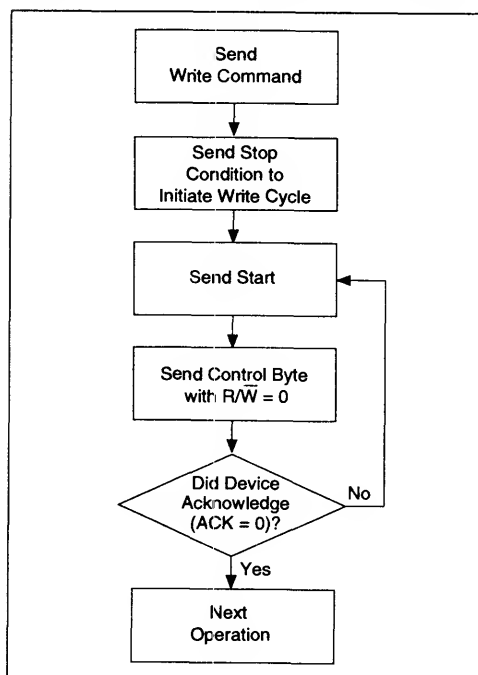 Send
Write Command
Send Stop
Condition to
Initiate Write Cycle
Send Start
Send Control Byte
with R/W̅ = 0
Did Device
Acknowledge
(ACK = 0)?
No
Yes
Next
Operation